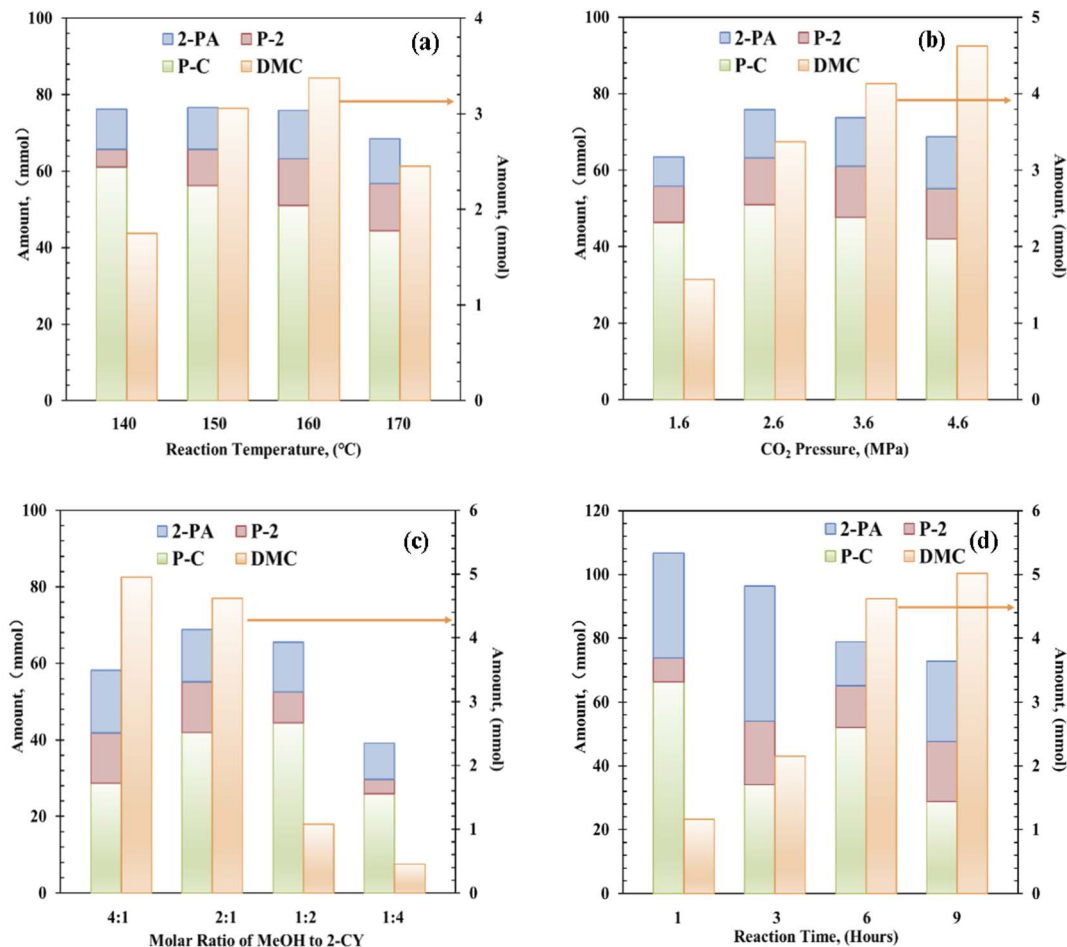 (a)
2-PA
P-2
P-C
DMC
100
80
60
40
20
0
4
3
2
1
0
Amount, (mmol)
Amount, (mmol)
140
150
160
170
Reaction Temperature, (°C)
(b)
2-PA
P-2
P-C
DMC
100
80
60
40
20
0
5
4
3
2
1
0
Amount, (mmol)
Amount, (mmol)
1.6
2.6
3.6
4.6
CO₂ Pressure, (MPa)
(c)
2-PA
P-2
P-C
DMC
100
80
60
40
20
0
6
5
4
3
2
1
0
Amount, (mmol)
Amount, (mmol)
4:1
2:1
1:2
1:4
Molar Ratio of MeOH to 2-CY
(d)
2-PA
P-2
P-C
DMC
120
100
80
60
40
20
0
6
5
4
3
2
1
0
Amount, (mmol)
Amount, (mmol)
1
3
6
9
Reaction Time, (Hours)